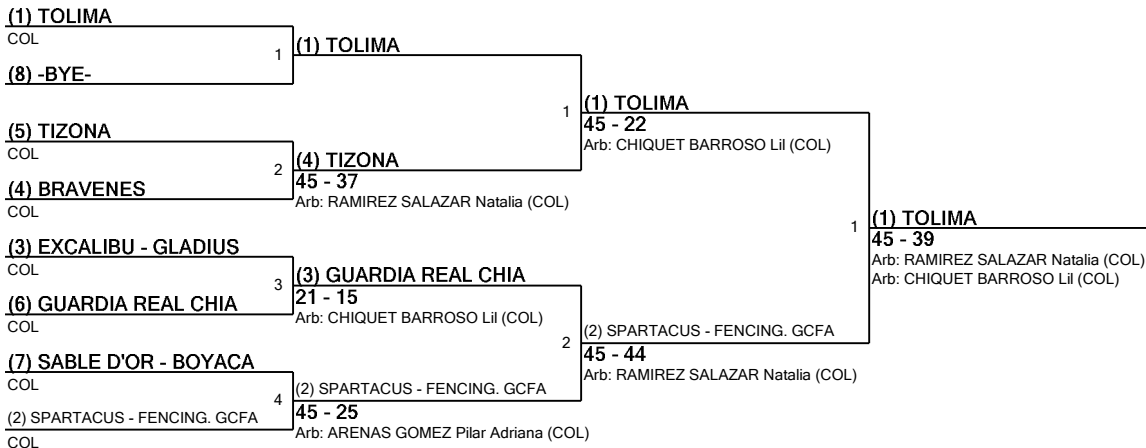 (1) TOLIMA
COL
(8) -BYE-
(5) TIZONA
COL
(4) BRAVENES
COL
(3) EXCALIBU - GLADIUS
COL
(6) GUARDIA REAL CHIA
COL
(7) SABLE D'OR - BOYACA
COL
(2) SPARTACUS - FENCING. GCFA
COL
1
(1) TOLIMA
2
(4) TIZONA
45 - 37
Arb: RAMIREZ SALAZAR Natalia (COL)
3
(3) GUARDIA REAL CHIA
21 - 15
Arb: CHIQUET BARROSO Lil (COL)
4
(2) SPARTACUS - FENCING. GCFA
45 - 25
Arb: ARENAS GOMEZ Pilar Adriana (COL)
1
(1) TOLIMA
45 - 22
Arb: CHIQUET BARROSO Lil (COL)
2
(2) SPARTACUS - FENCING. GCFA
45 - 44
Arb: RAMIREZ SALAZAR Natalia (COL)
1
(1) TOLIMA
45 - 39
Arb: RAMIREZ SALAZAR Natalia (COL)
Arb: CHIQUET BARROSO Lil (COL)